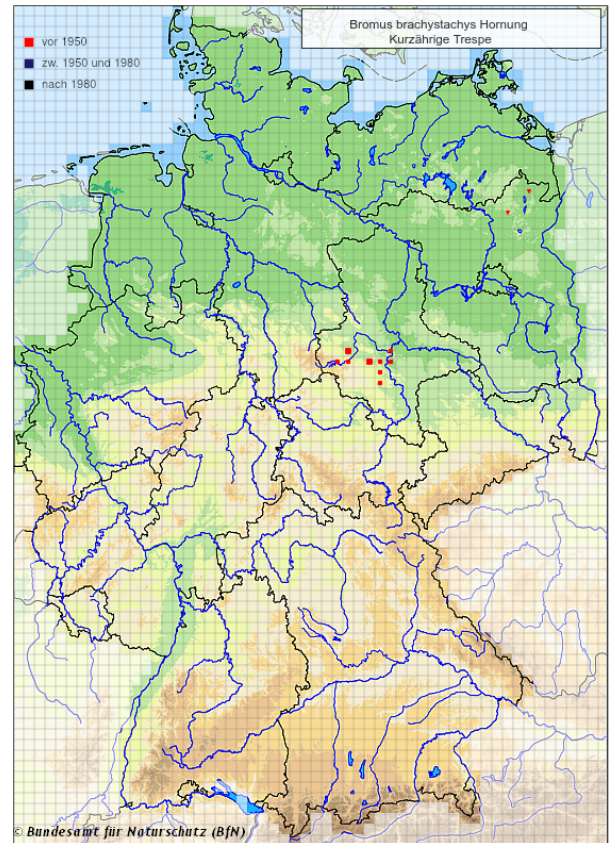 Bromus brachystachys Hornung
Kurzährige Trespe
vor 1950
zw. 1950 und 1980
nach 1980
© Bundesamt für Naturschutz (BfN)